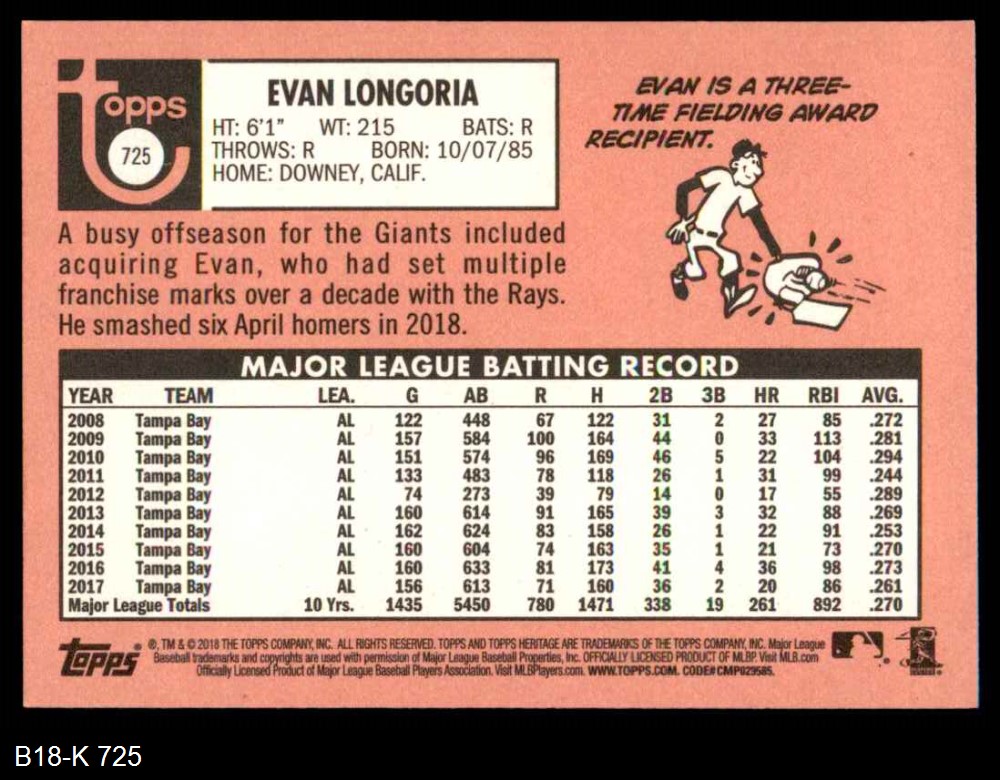 Topps
725
EVAN LONGORIA
HT: 6'1" WT: 215 BATS: R
THROWS: R BORN: 10/07/85
HOME: DOWNEY, CALIF.
EVAN IS A THREE-
TIME FIELDING AWARD
RECIPIENT.
A busy offseason for the Giants included
acquiring Evan, who had set multiple
franchise marks over a decade with the Rays.
He smashed six April homers in 2018.
MAJOR LEAGUE BATTING RECORD
YEAR TEAM LEA. G AB R H 2B 3B HR RBI AVG.
2008 Tampa Bay AL 122 448 67 122 31 2 27 85 .272
2009 Tampa Bay AL 157 584 100 164 44 0 33 113 .281
2010 Tampa Bay AL 151 574 96 169 46 5 22 104 .294
2011 Tampa Bay AL 133 483 78 118 26 1 31 99 .244
2012 Tampa Bay AL 74 273 39 79 14 0 17 55 .289
2013 Tampa Bay AL 160 614 91 165 39 3 32 88 .269
2014 Tampa Bay AL 162 624 83 158 26 1 22 91 .253
2015 Tampa Bay AL 160 604 74 163 35 1 21 73 .270
2016 Tampa Bay AL 160 633 81 173 41 4 36 98 .273
2017 Tampa Bay AL 156 613 71 160 36 2 20 86 .261
Major League Totals 10 Yrs. 1435 5450 780 1471 338 19 261 892 .270
Topps ®, TM & © 2018 THE TOPPS COMPANY, INC. ALL RIGHTS RESERVED. TOPPS AND TOPPS HERITAGE ARE TRADEMARKS OF THE TOPPS COMPANY, INC. Major League
Baseball trademarks and copyrights are used with permission of Major League Baseball Properties, Inc. OFFICIALLY LICENSED PRODUCT OF MLBP. Visit MLB.com
Officially Licensed Product of Major League Baseball Players Association. Visit MLBPlayers.com. WWW.TOPPS.COM. CODE#CMP029585.
B18-K 725